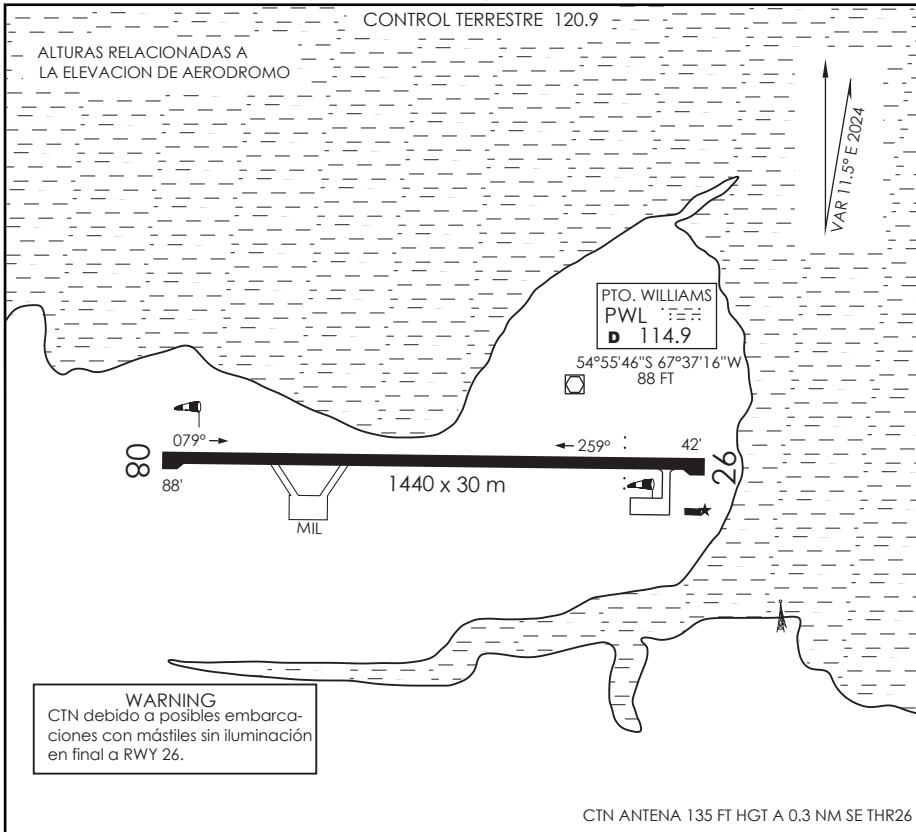 CONTROL TERRESTRE 120.9
ALTURAS RELACIONADAS A
LA ELEVACION DE AERODROMO
VAR 11.5° E 2024
PTO. WILLIAMS
PWL
D 114.9
54°55'46"S 67°37'16"W
88 FT
079°
259°
42'
08
26
88'
1440 x 30 m
MIL
WARNING
CTN debido a posibles embarca-
ciones con mástiles sin iluminación
en final a RWY 26.
CTN ANTENA 135 FT HGT A 0.3 NM SE THR26